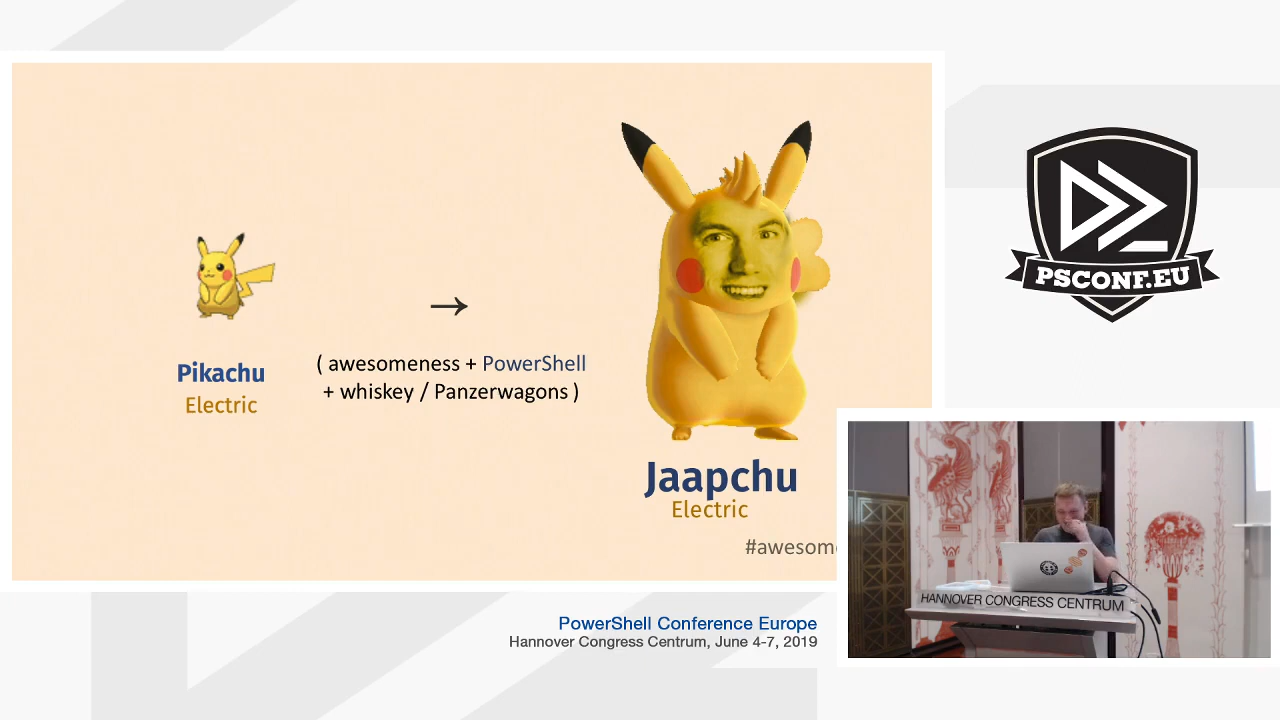 Pikachu
Electric
→
( awesomeness + PowerShell
+ whiskey / Panzerwagons )
Jaapchu
Electric
#awesom
PSCONF.EU
HANNOVER CONGRESS CENTRUM
PowerShell Conference Europe
Hannover Congress Centrum, June 4-7, 2019